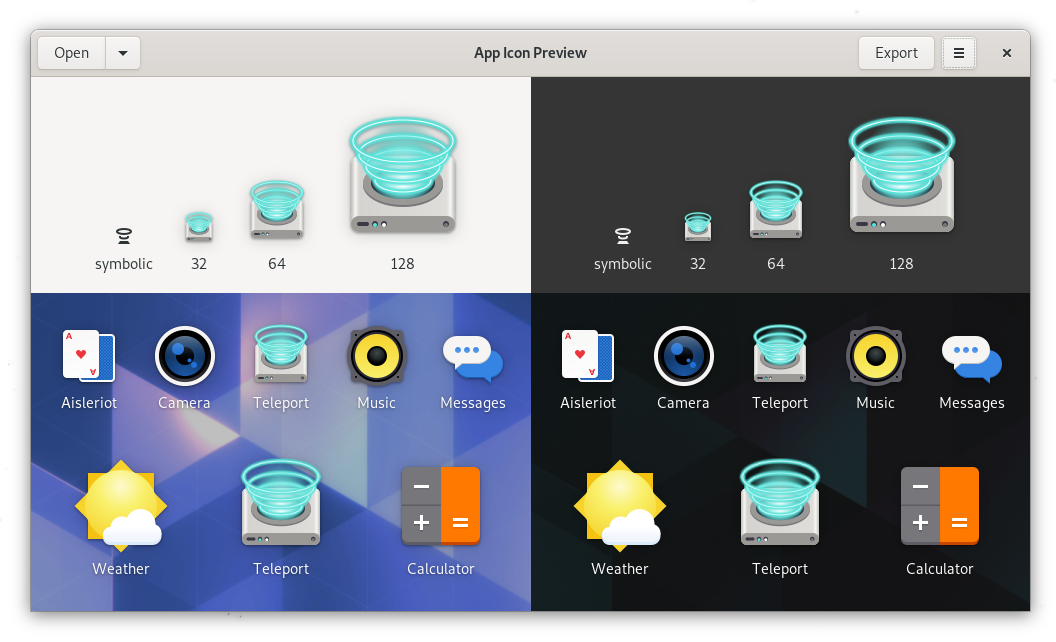 Open
App Icon Preview
Export
symbolic 32 64 128
symbolic 32 64 128
Aisleriot Camera Teleport Music Messages
Aisleriot Camera Teleport Music Messages
Weather Teleport Calculator
Weather Teleport Calculator